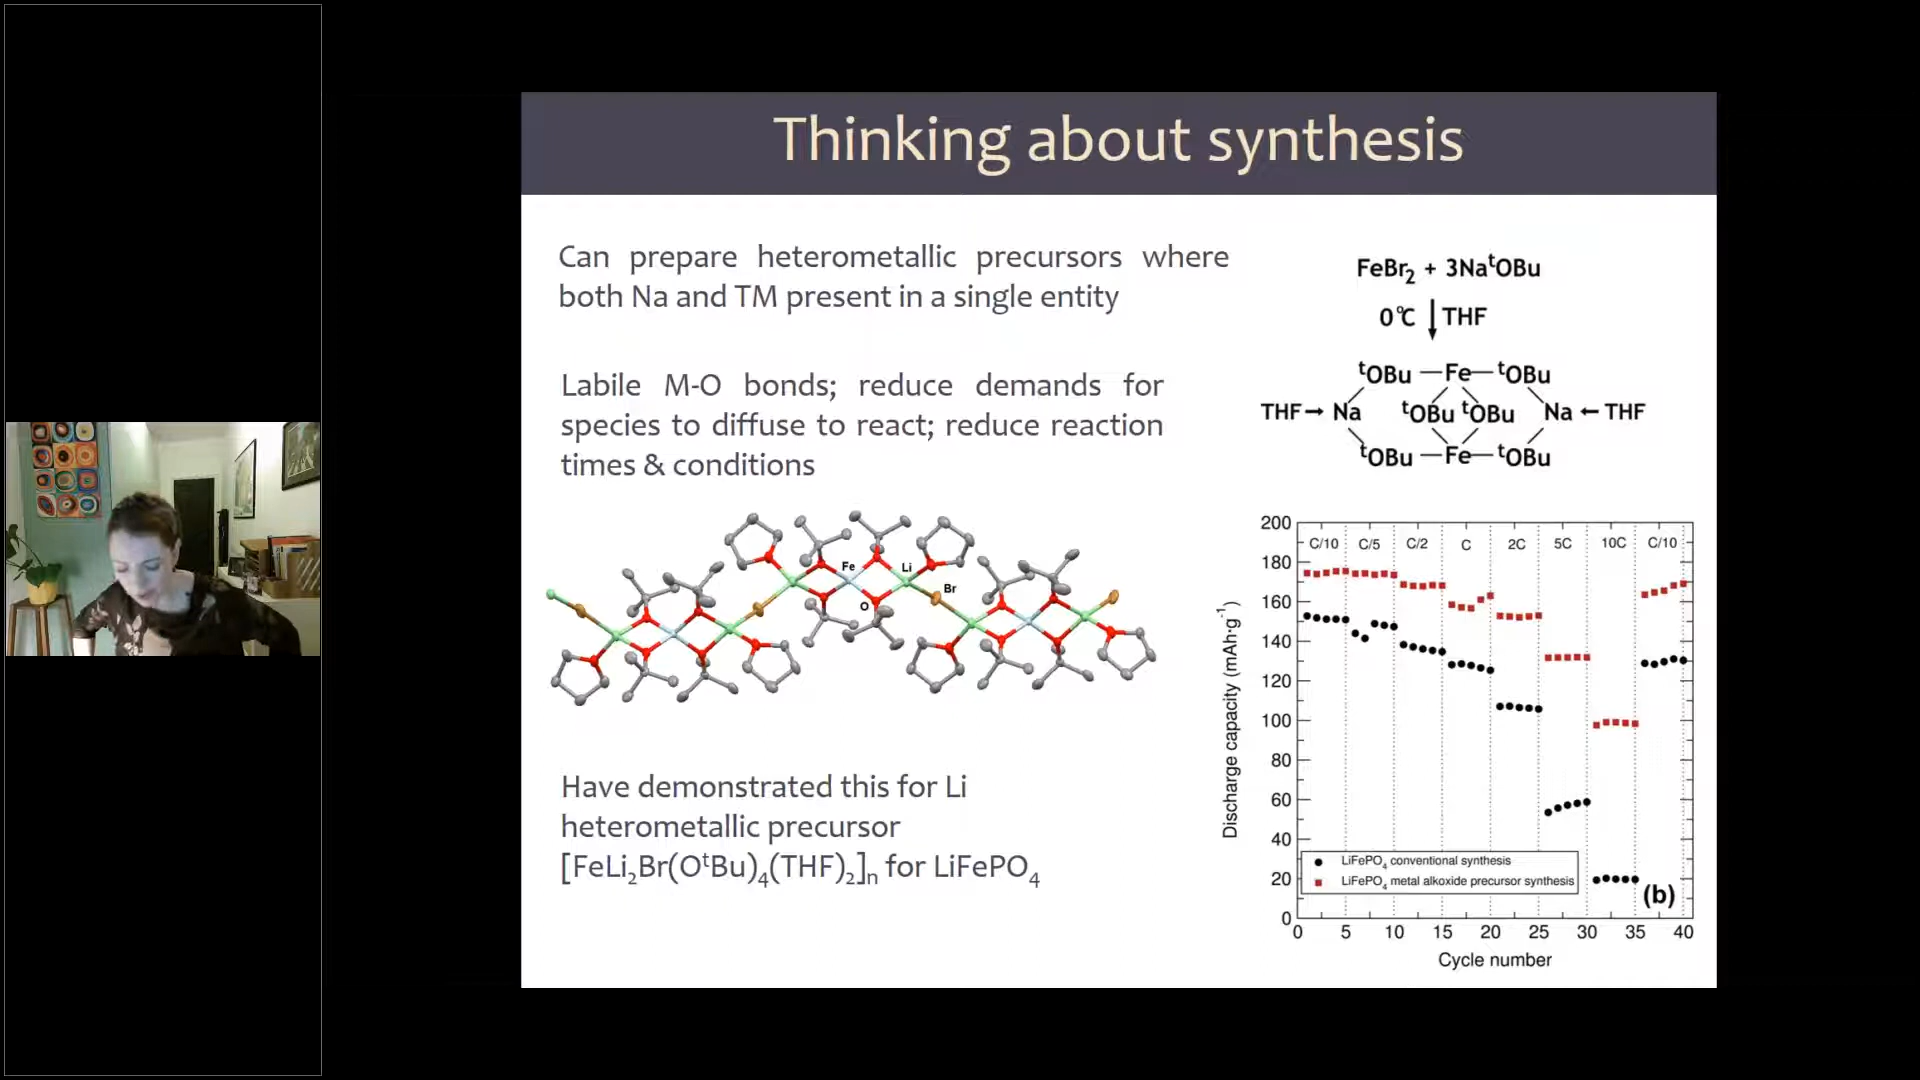 Thinking about synthesis
Can prepare heterometallic precursors where
both Na and TM present in a single entity
Labile M-O bonds; reduce demands for
species to diffuse to react; reduce reaction
times & conditions
Fe
Li
Br
O
Have demonstrated this for Li
heterometallic precursor
[FeLi₂Br(OᵗBu)₄(THF)₂]ₙ for LiFePO₄
FeBr₂ + 3NaᵗOBu
0°C THF
ᵗOBu — Fe — ᵗOBu
THF→ Na ᵗOBu ᵗOBu Na ← THF
ᵗOBu — Fe — ᵗOBu
C/10 C/5 C/2 C 2C 5C 10C C/10
200
180
160
140
120
100
80
60
40
20
0
Discharge capacity (mAh·g⁻¹)
LiFePO₄ conventional synthesis
LiFePO₄ metal alkoxide precursor synthesis
(b)
0 5 10 15 20 25 30 35 40
Cycle number